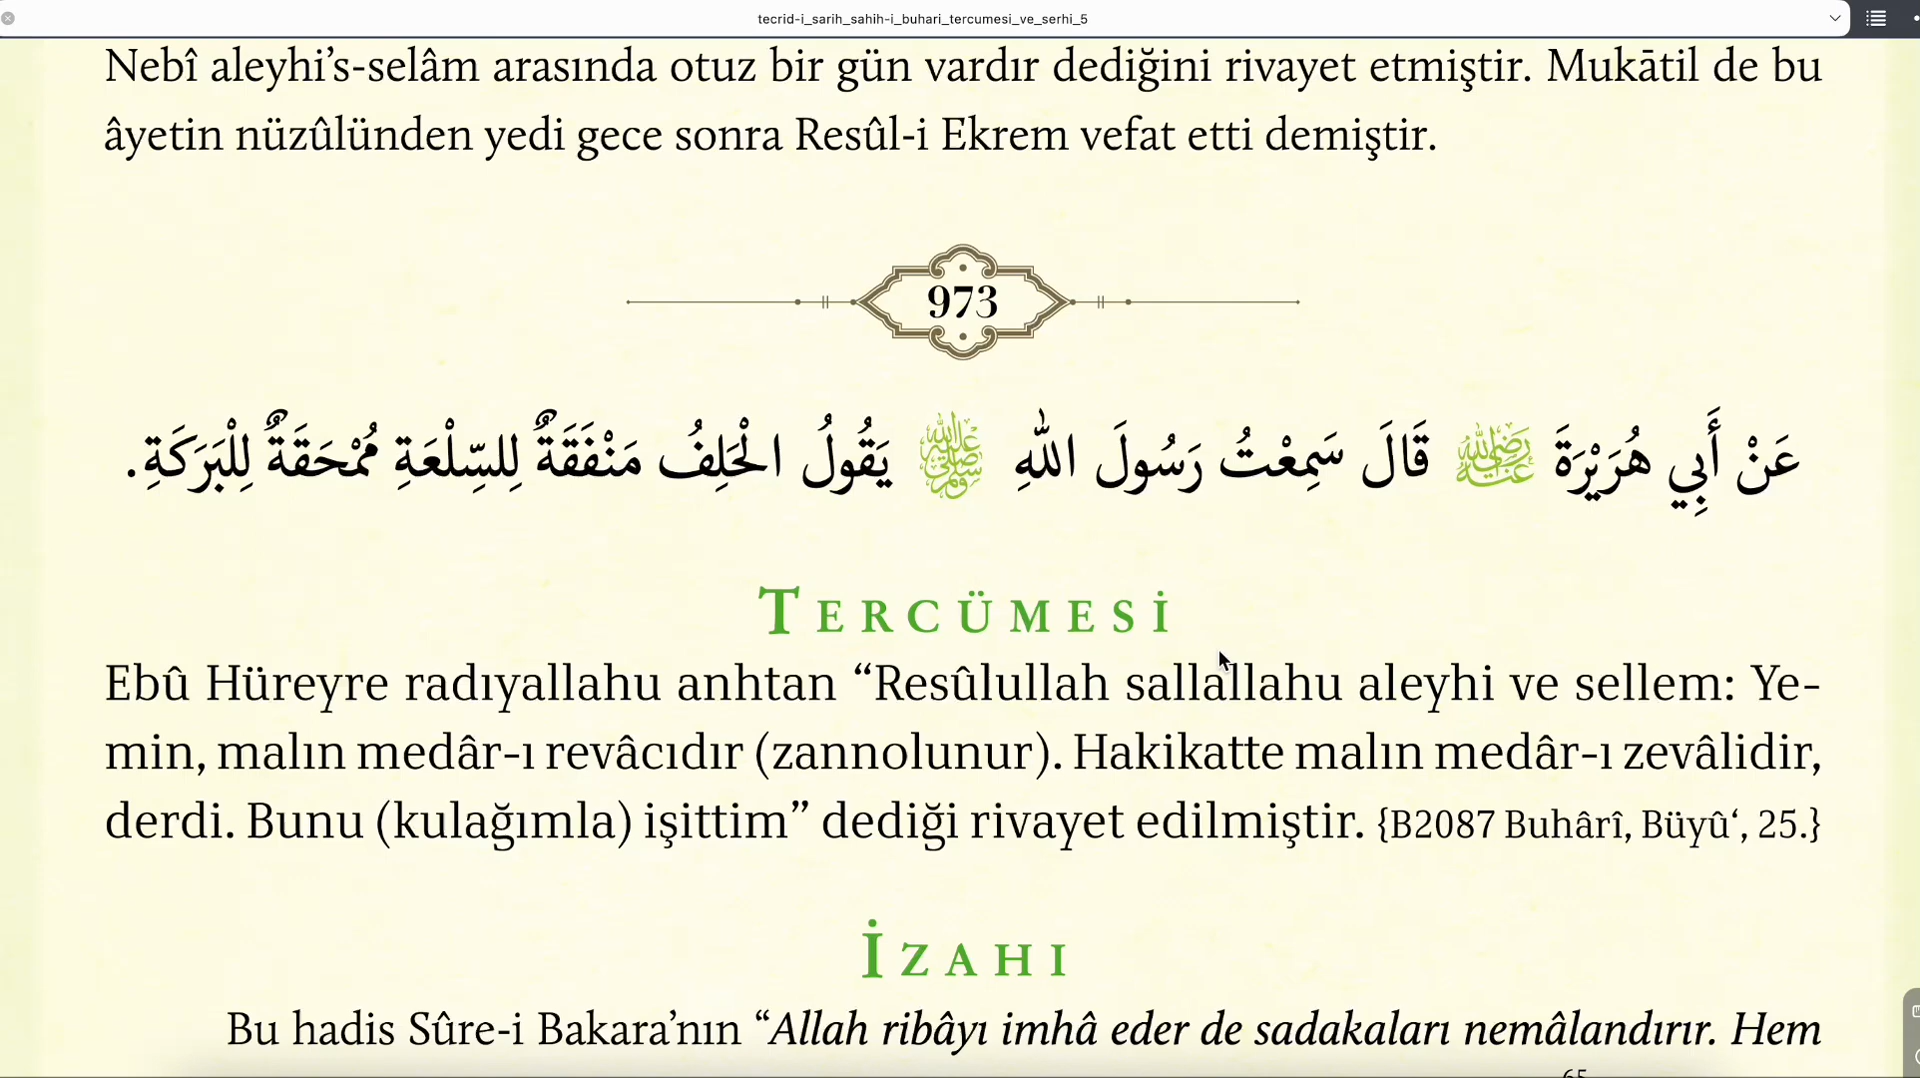 tecrid-i_sarih_sahih-i_buhari_tercumesi_ve_serhi_5
Nebî aleyhi’s-selâm arasında otuz bir gün vardır dediğini rivayet etmiştir. Mukātil de bu
âyetin nüzûlünden yedi gece sonra Resûl-i Ekrem vefat etti demiştir.
973
عَنْ أَبِي هُرَيْرَةَ رَضِيَ اللهُ عَنْهُ قَالَ سَمِعْتُ رَسُولَ اللهِ صَلَّى اللهُ عَلَيْهِ وَسَلَّمَ يَقُولُ الْحَلِفُ مَنْفَقَةٌ لِلسِّلْعَةِ مُمْحَقَةٌ لِلْبَرَكَةِ.
TERCÜMESİ
Ebû Hüreyre radıyallahu anhtan “Resûlullah sallallahu aleyhi ve sellem: Ye-
min, malın medâr-ı revâcıdır (zannolunur). Hakikatte malın medâr-ı zevâlidir,
derdi. Bunu (kulağımla) işittim” dediği rivayet edilmiştir. {B2087 Buhârî, Büyû‘, 25.}
İZAHI
Bu hadis Sûre-i Bakara’nın “Allah ribâyı imhâ eder de sadakaları nemâlandırır. Hem